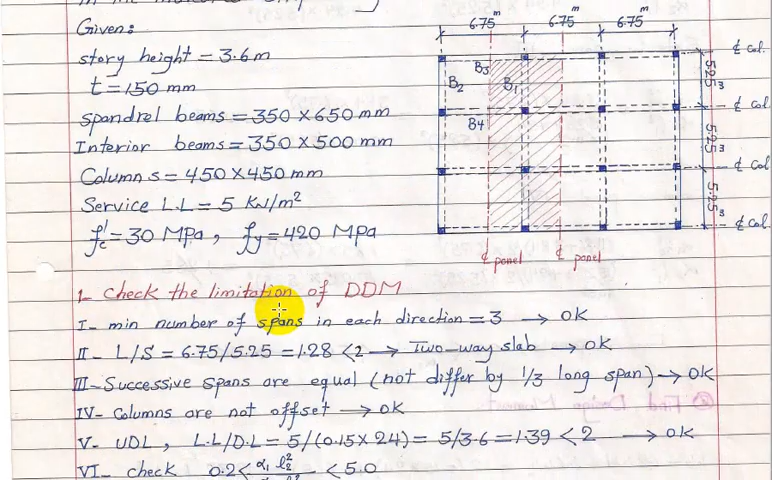 Given:
story height = 3.6 m
t = 150 mm
spandrel beams = 350 × 650 mm
Interior beams = 350 × 500 mm
Columns = 450 × 450 mm
Service L.L = 5 KN/m²
f'c = 30 MPa, fy = 420 MPa
6.75 m 6.75 m 6.75 m
B3
B2 B1
B4
℄ Col.
5.25 m
℄ Col.
5.25 m
℄ Col
5.25 m
℄ Col.
℄ panel ℄ panel
1- Check the limitation of DDM
I- min number of spans in each direction = 3 → OK
II- L/S = 6.75/5.25 = 1.28 < 2 → Two-way slab → OK
III- Successive spans are equal (not differ by 1/3 long span) → OK
IV- Columns are not offset → OK
V- UDL, L.L/D.L = 5/(0.15×24) = 5/3.6 = 1.39 < 2 → OK
VI- check 0.2 < α1 l2² < 5.0